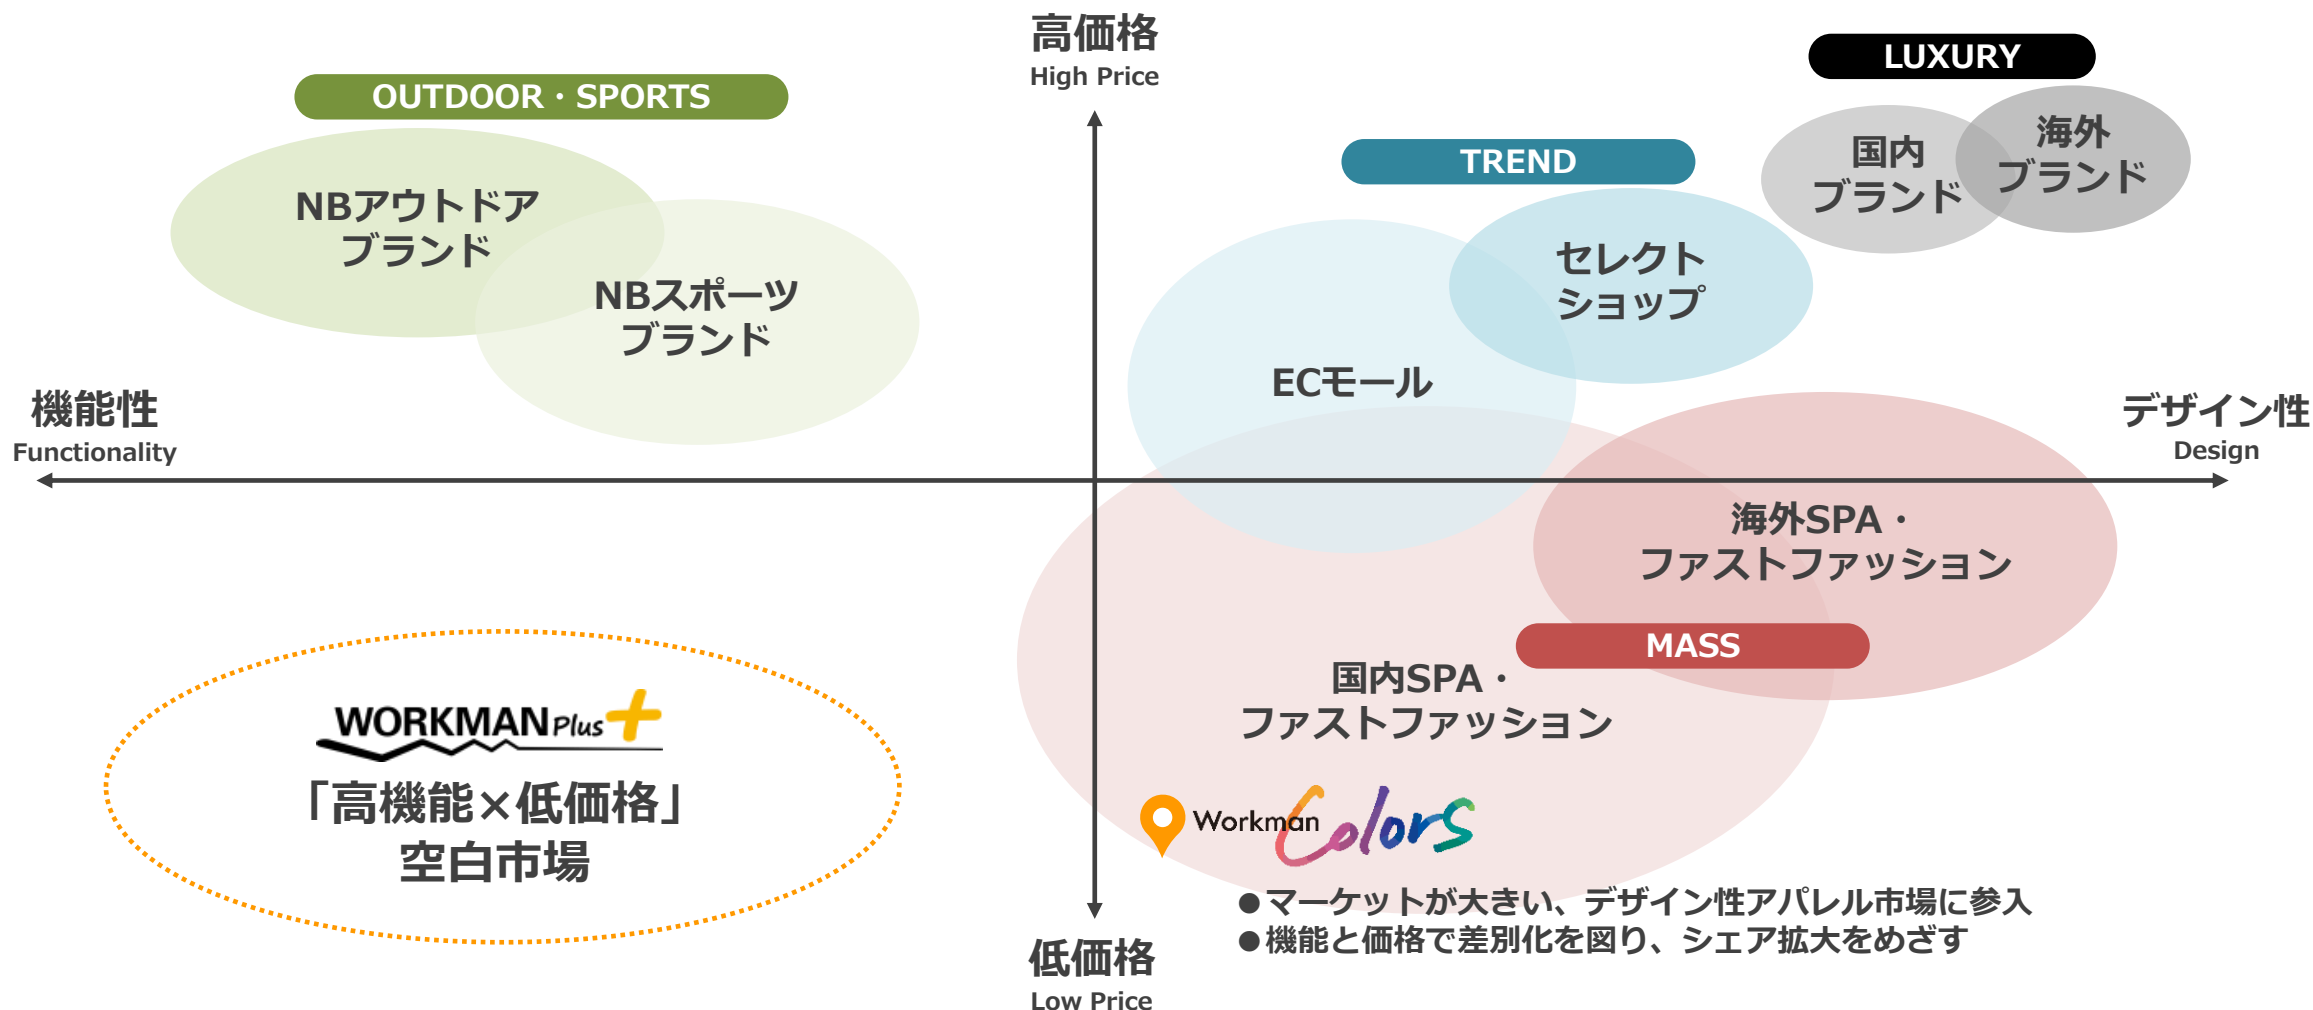 高価格
High Price
LUXURY
OUTDOOR・SPORTS
TREND
国内
ブランド
海外
ブランド
NBアウトドア
ブランド
NBスポーツ
ブランド
セレクト
ショップ
ECモール
機能性
Functionality
デザイン性
Design
海外SPA・
ファストファッション
MASS
国内SPA・
ファストファッション
WORKMAN Plus
「高機能×低価格」
空白市場
Workman Colors
●マーケットが大きい、デザイン性アパレル市場に参入
●機能と価格で差別化を図り、シェア拡大をめざす
低価格
Low Price